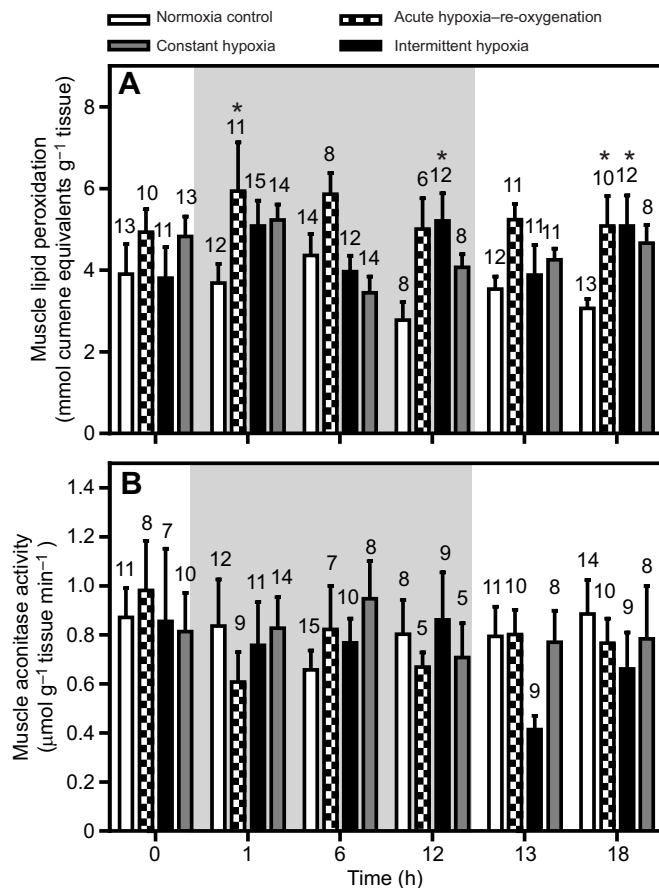 Normoxia control Acute hypoxia–re-oxygenation
Constant hypoxia Intermittent hypoxia
A
Muscle lipid peroxidation
(mmol cumene equivalents g⁻¹ tissue)
8
6
4
2
0
13 10 11 13
12 * 11 15 14
14 8 12 14
8 6 * 12 8
12 11 11 11
13 * 10 * 12 8
B
Muscle aconitase activity
(μmol g⁻¹ tissue min⁻¹ )
1.4
1.2
1.0
0.8
0.6
0.4
0.2
0
11 8 7 10
12 9 11 14
15 7 10 8
8 5 9 5
11 10 9 8
14 10 9 8
0 1 6 12 13 18
Time (h)